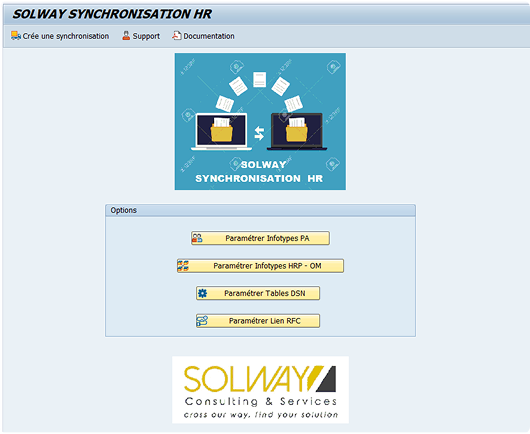 SOLWAY SYNCHRONISATION HR
Crée une synchronisation Support Documentation
SOLWAY
SYNCHRONISATION HR
Options
Paramétrer Infotypes PA
Paramétrer Infotypes HRP - OM
Paramétrer Tables DSN
Paramétrer Lien RFC
SOLWAY
Consulting & Services
cross our way, find your solution